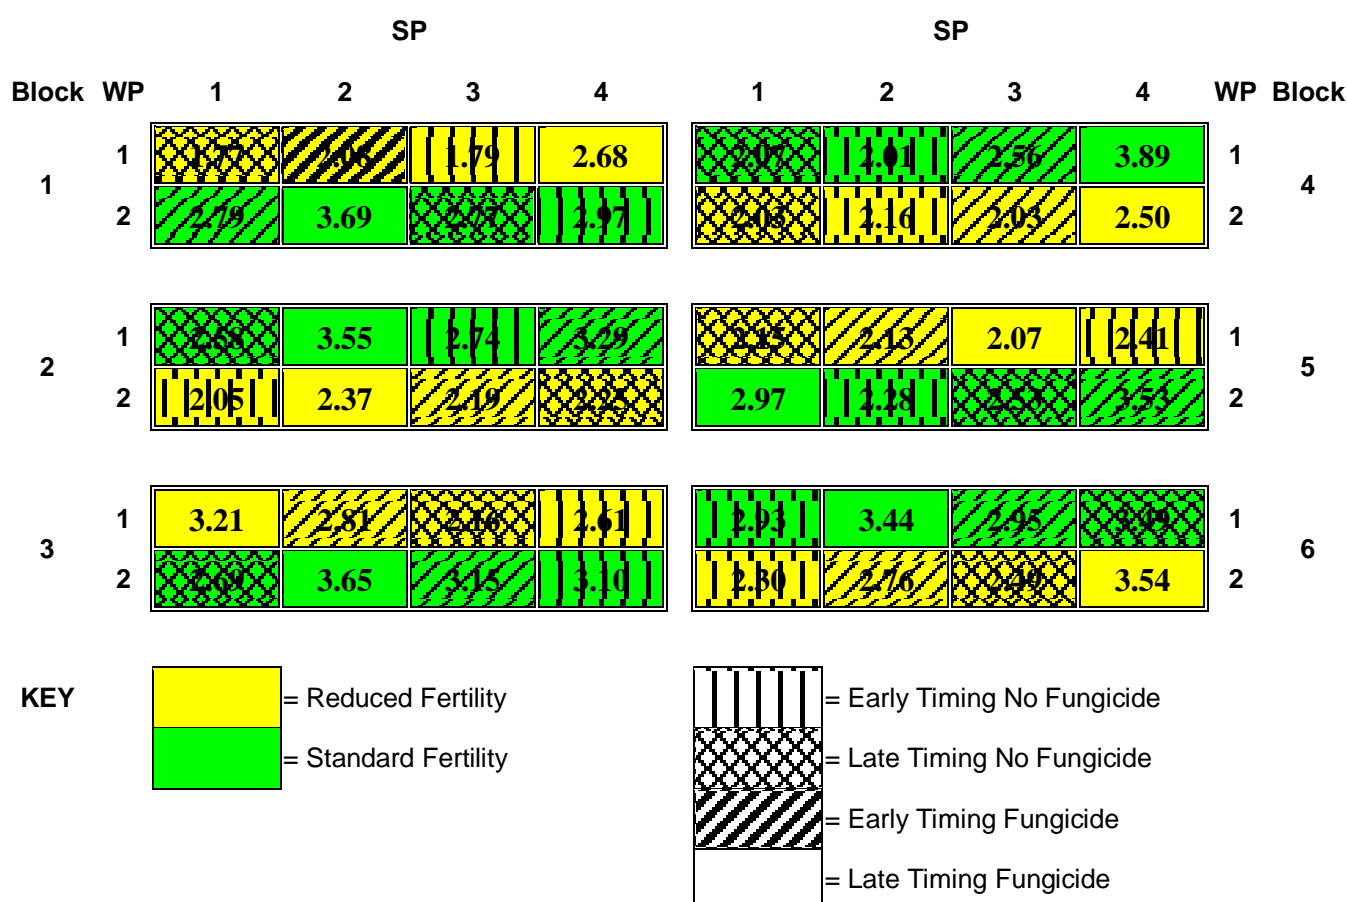 SP SP
Block WP 1 2 3 4 1 2 3 4 WP Block
1 1.77 2.06 1.79 2.68 2.07 2.01 2.56 3.89 1
1 4
2 2.79 3.69 2.77 2.97 2.03 2.16 2.03 2.50 2
1 2.58 3.55 2.74 3.29 2.15 2.13 2.07 2.41 1
2 5
2 2.05 2.37 2.19 2.25 2.97 2.28 3.53 2
1 3.21 2.81 2.16 2.61 2.93 3.44 2.95 1
3 6
2 2.69 3.65 3.15 3.10 2.30 2.76 2.49 3.54 2
KEY = Reduced Fertility = Early Timing No Fungicide
= Standard Fertility = Late Timing No Fungicide
= Early Timing Fungicide
= Late Timing Fungicide